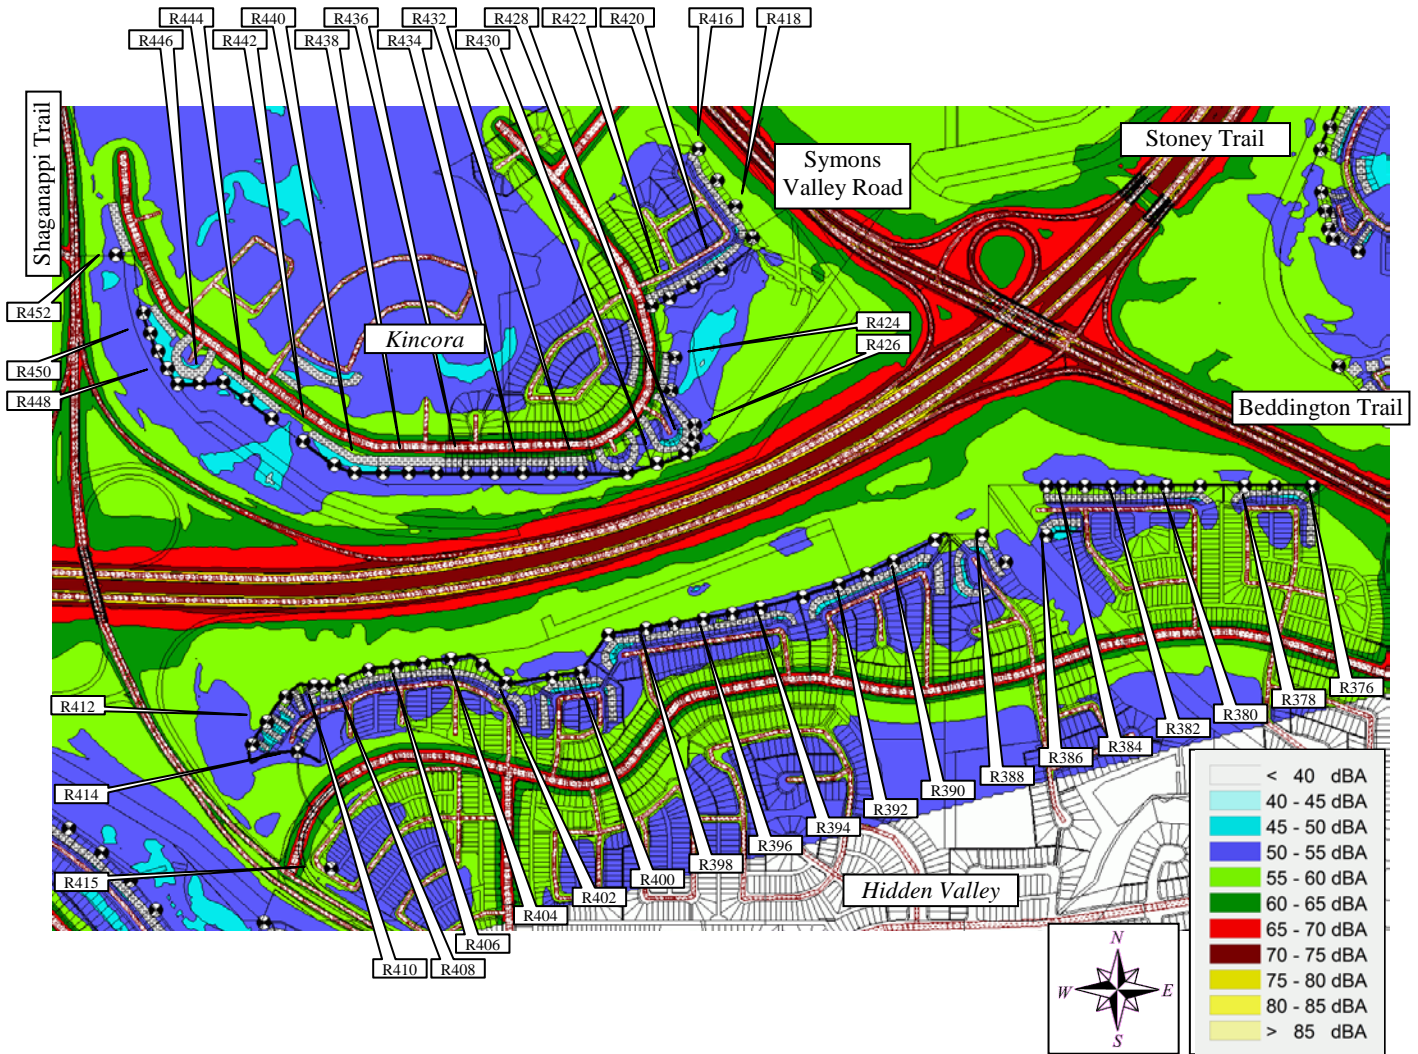 R444
R440
R436
R432
R428
R422
R420
R416
R418
R446
R442
R438
R434
R430
Shaganappi Trail
Symons
Valley Road
Stoney Trail
R452
Kincora
R424
R426
R450
R448
Beddington Trail
R412
R376
R378
R380
R382
R384
R386
R388
R390
R392
R394
R396
R398
R400
R402
R404
R406
R408
R410
R414
R415
Hidden Valley
< 40 dBA
40 - 45 dBA
45 - 50 dBA
50 - 55 dBA
55 - 60 dBA
60 - 65 dBA
65 - 70 dBA
70 - 75 dBA
75 - 80 dBA
80 - 85 dBA
> 85 dBA
N
W
E
S